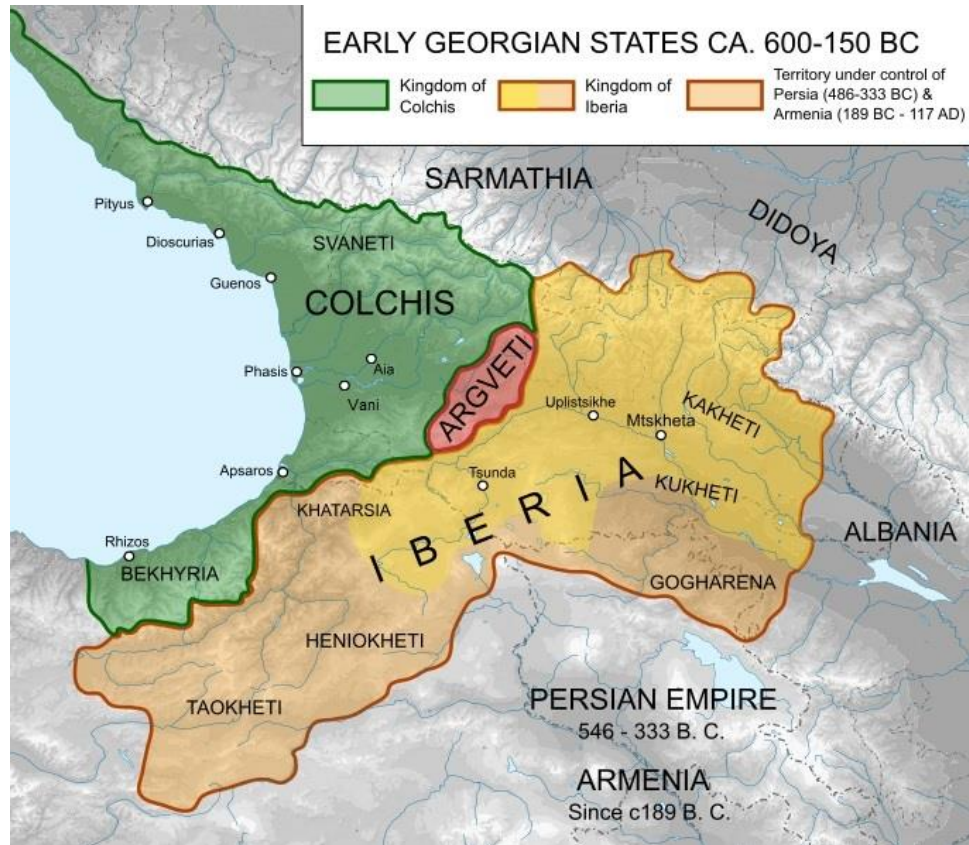 EARLY GEORGIAN STATES CA. 600-150 BC
Kingdom of
Colchis
Kingdom of
Iberia
Territory under control of
Persia (486-333 BC) &
Armenia (189 BC - 117 AD)
SARMATHIA
DIDOYA
Pityus
Dioscurias
SVANETI
Guenos
COLCHIS
Phasis
Aia
Vani
ARGVETI
Uplistsikhe
Mtskheta
KAKHETI
Apsaros
Tsunda
KUKHETI
KHATARSIA
IBERIA
ALBANIA
Rhizos
BEKHYRIA
GOGHARENA
HENIOKHETI
TAOKHETI
PERSIAN EMPIRE
546 - 333 B. C.
ARMENIA
Since c189 B. C.